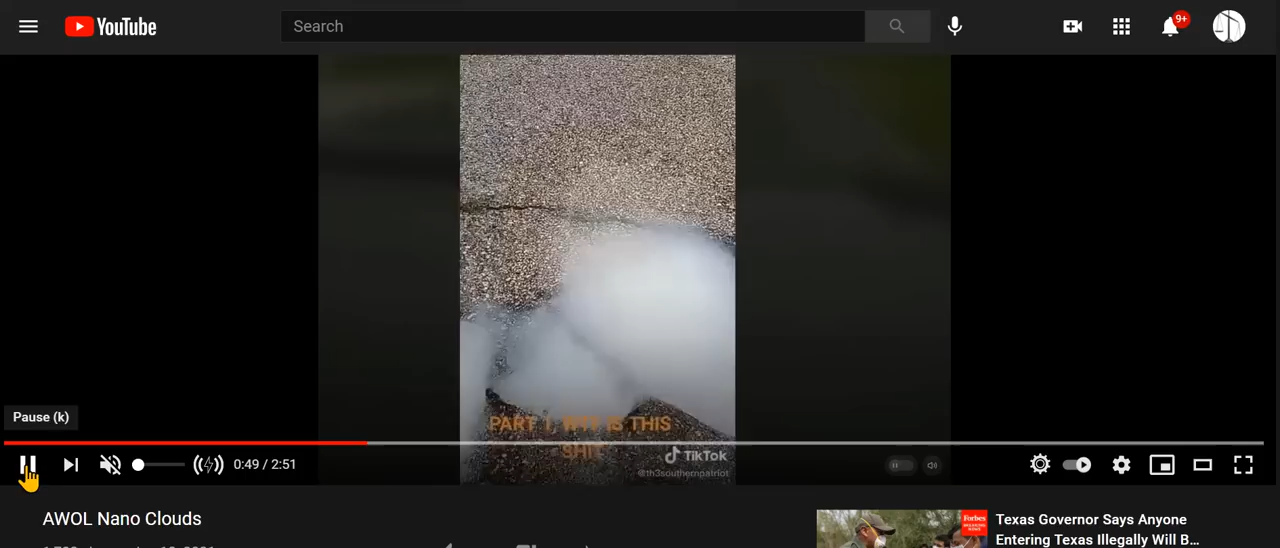 YouTube
Search
9+
PART 1, WTF IS THIS
SHIT
TikTok
@th3southernpatriot
Pause (k)
0:49 / 2:51
AWOL Nano Clouds
Forbes
Texas Governor Says Anyone
Entering Texas Illegally Will B...